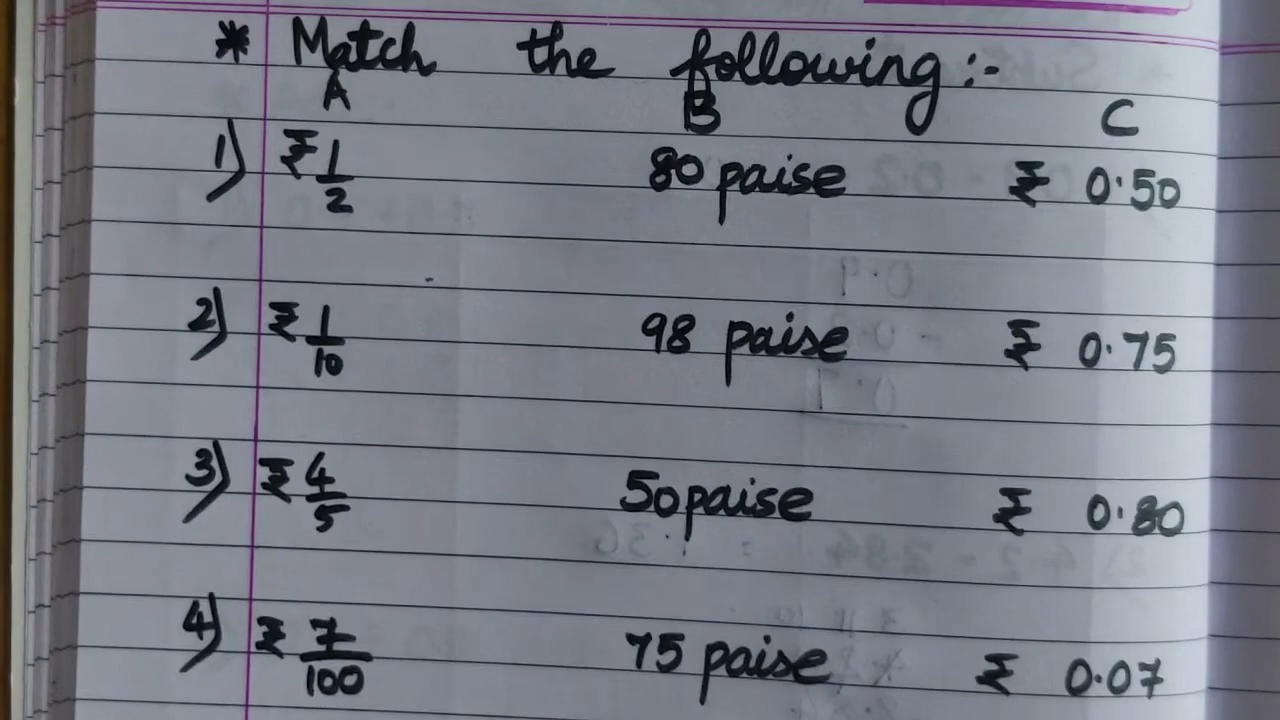 * Match the following :-
A B C
1) ₹ 1/2 80 paise ₹ 0.50
2) ₹ 1/10 98 paise ₹ 0.75
3) ₹ 4/5 50 paise ₹ 0.80
4) ₹ 7/100 75 paise ₹ 0.07